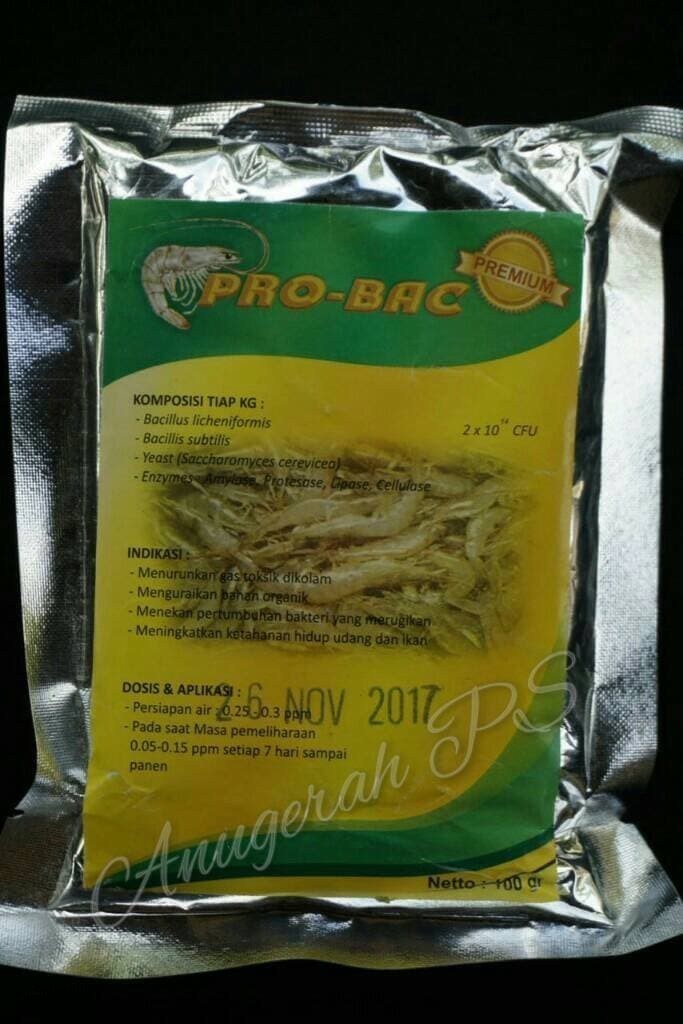 PRO-BAC
PREMIUM
KOMPOSISI TIAP KG :
- Bacillus licheniformis
- Bacillis subtilis
- Yeast (Saccharomyces cerevicea)
- Enzymes : Amylose, Protesase, Lipase, Cellulase
2 x 10¹⁴ CFU
INDIKASI :
- Menurunkan gas toksik dikolam
- Menguraikan bahan organik
- Menekan pertumbuhan bakteri yang merugikan
- Meningkatkan ketahanan hidup udang dan ikan
DOSIS & APLIKASI :
- Persiapan air : 0.25 -0.3 ppm
26 NOV 2017
- Pada saat Masa pemeliharaan
0.05-0.15 ppm setiap 7 hari sampai
panen
Anugerah PS
Netto : 100 gr